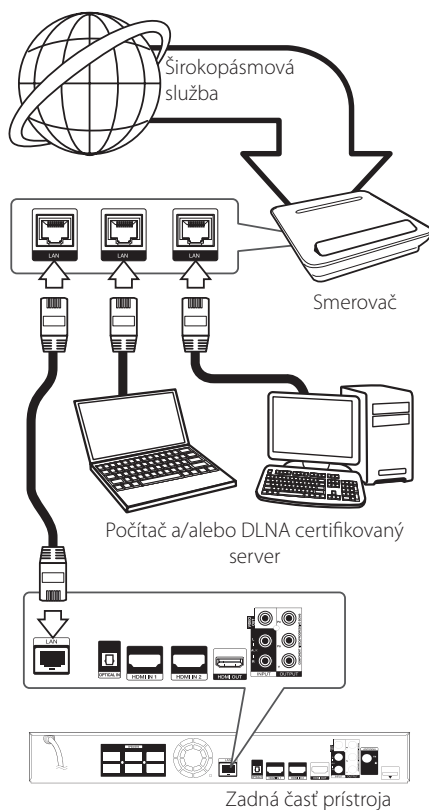 Širokopásmová
služba
LAN
LAN
LAN
Smerovač
Počítač a/alebo DLNA certifikovaný
server
LAN
OPTICAL IN
HDMI IN 1
HDMI IN 2
HDMI OUT
INPUT
OUTPUT
Zadná časť prístroja